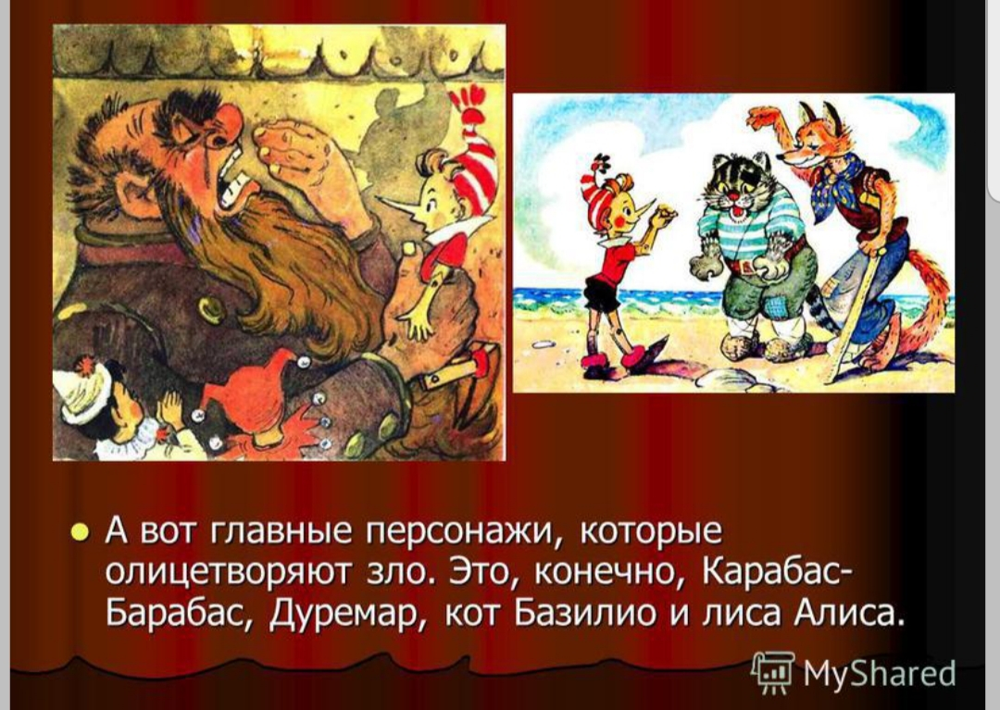 А вот главные персонажи, которые
олицетворяют зло. Это, конечно, Карабас-
Барабас, Дуремар, кот Базилио и лиса Алиса.
MyShared